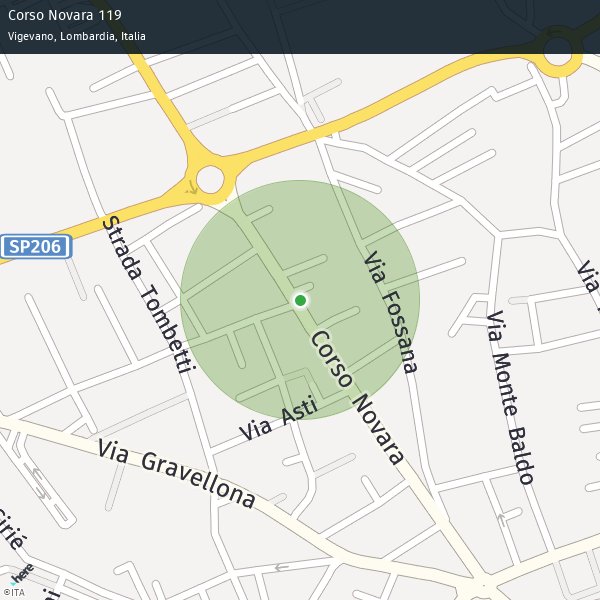 Corso Novara 119
Vigevano, Lombardia, Italia
SP206
Strada Tombetti
Via Fossana
Via
Via Monte Baldo
Corso Novara
Via Asti
Via Gravellona
Cirié
here
©ITA